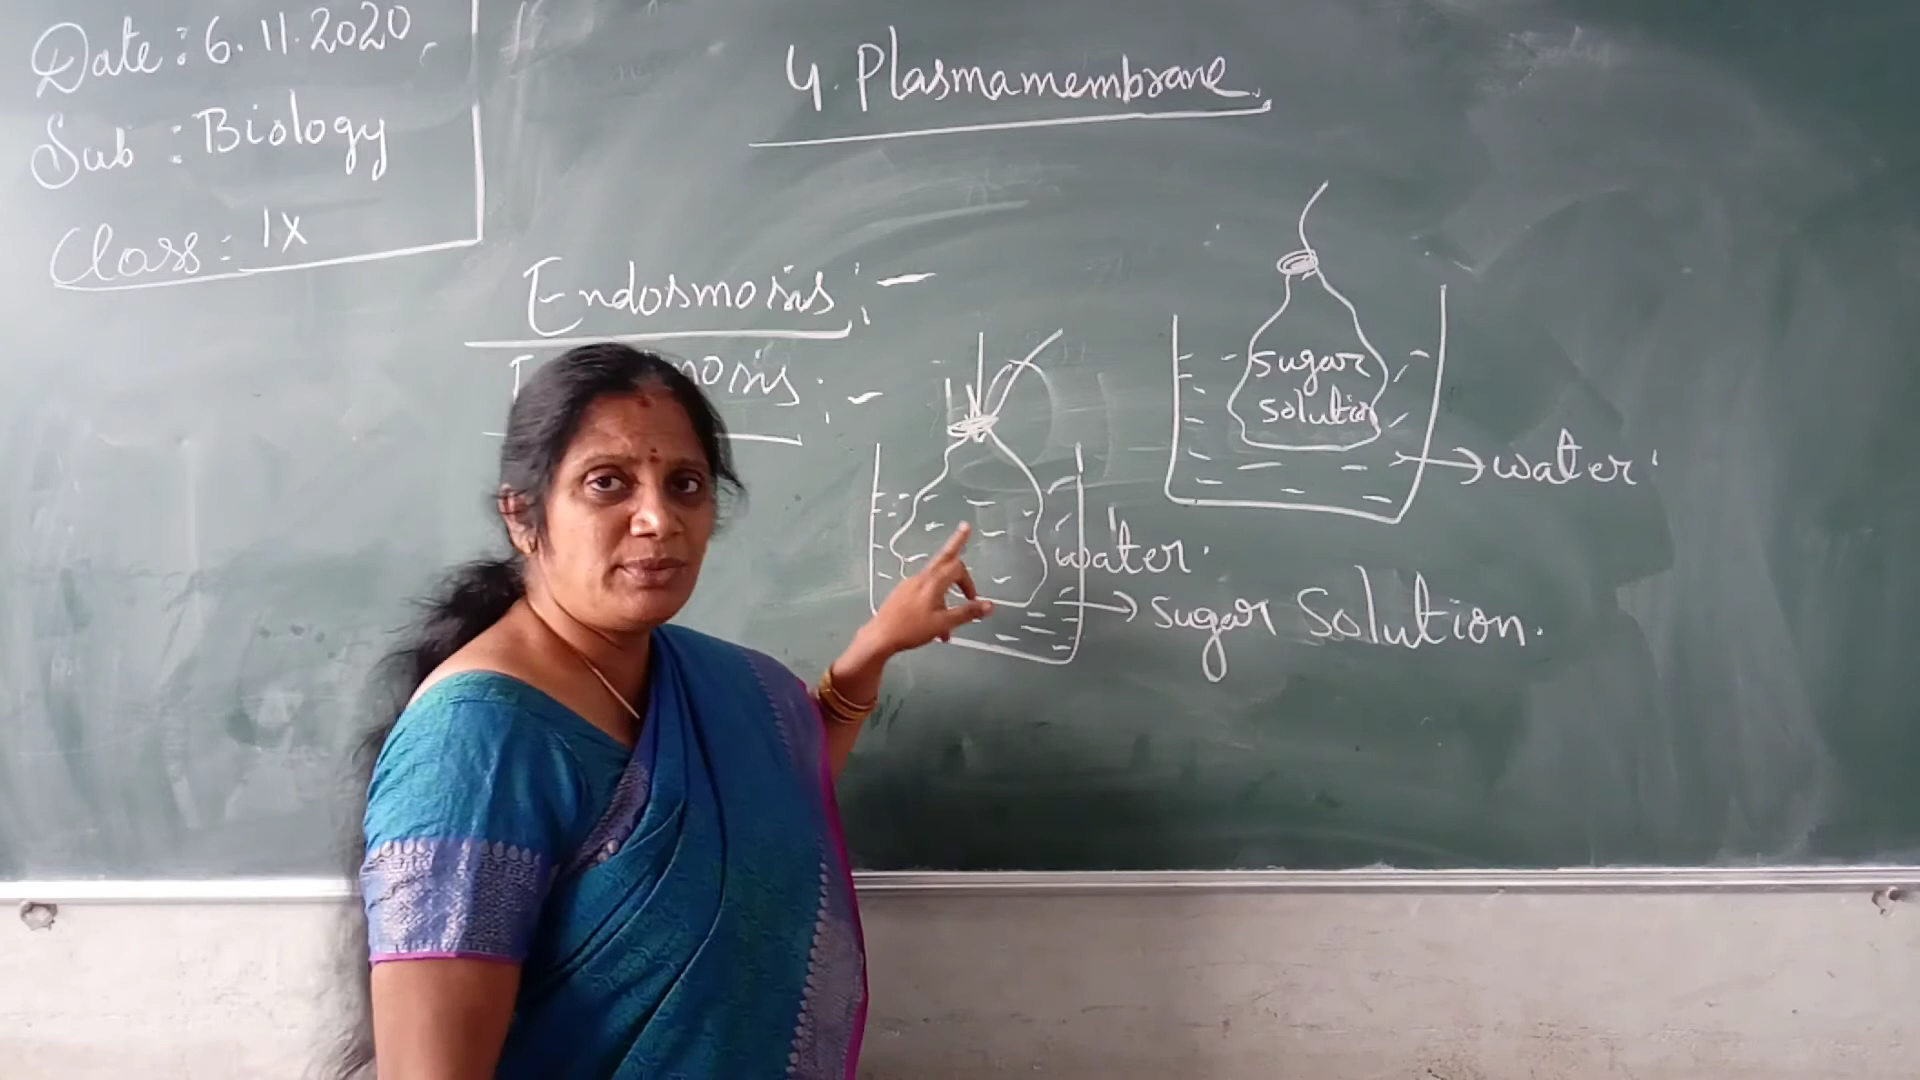 Date : 6.11.2020
Sub : Biology
Class : IX
4. Plasmamembrane.
Endosmosis :-
sugar
solution
water
water.
sugar Solution.